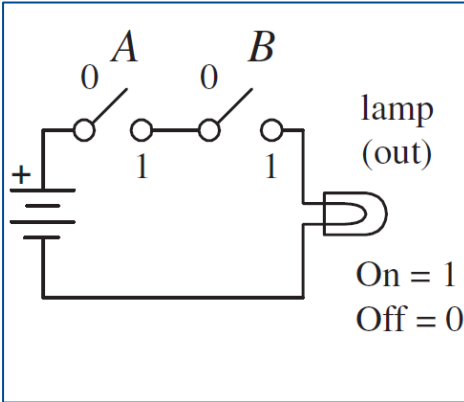 A B
0 0
+ 1 1
lamp
(out)
On = 1
Off = 0